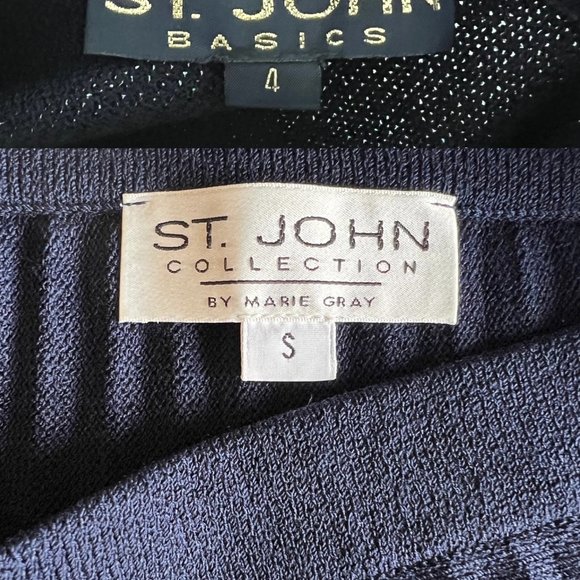 ST. JOHN
BASICS
4
ST. JOHN
COLLECTION
BY MARIE GRAY
S